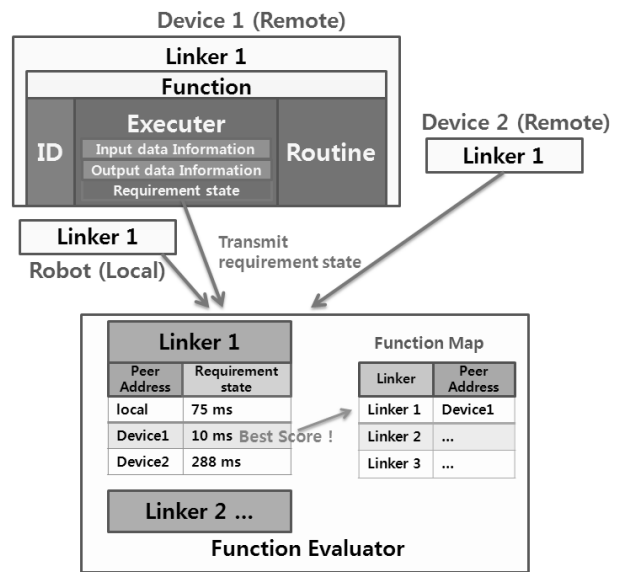 Device 1 (Remote)
Linker 1
Function
ID
Executer
Input data Information
Output data Information
Requirement state
Routine
Device 2 (Remote)
Linker 1
Linker 1
Robot (Local)
Transmit
requirement state
Linker 1
Peer
Address
Requirement
state
local 75 ms
Device1 10 ms Best Score !
Device2 288 ms
Linker 2 ...
Function Map
Linker
Peer
Address
Linker 1 Device1
Linker 2 ...
Linker 3 ...
Function Evaluator